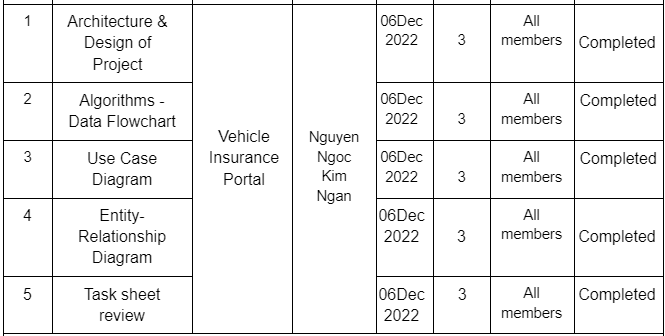 1
Architecture &
Design of
Project
06Dec
2022
3
All
members
Completed
2
Algorithms -
Data Flowchart
06Dec
2022
3
All
members
Completed
Vehicle
Insurance
Portal
Nguyen
Ngoc
Kim
Ngan
3
Use Case
Diagram
06Dec
2022
3
All
members
Completed
4
Entity-
Relationship
Diagram
06Dec
2022
3
All
members
Completed
5
Task sheet
review
06Dec
2022
3
All
members
Completed